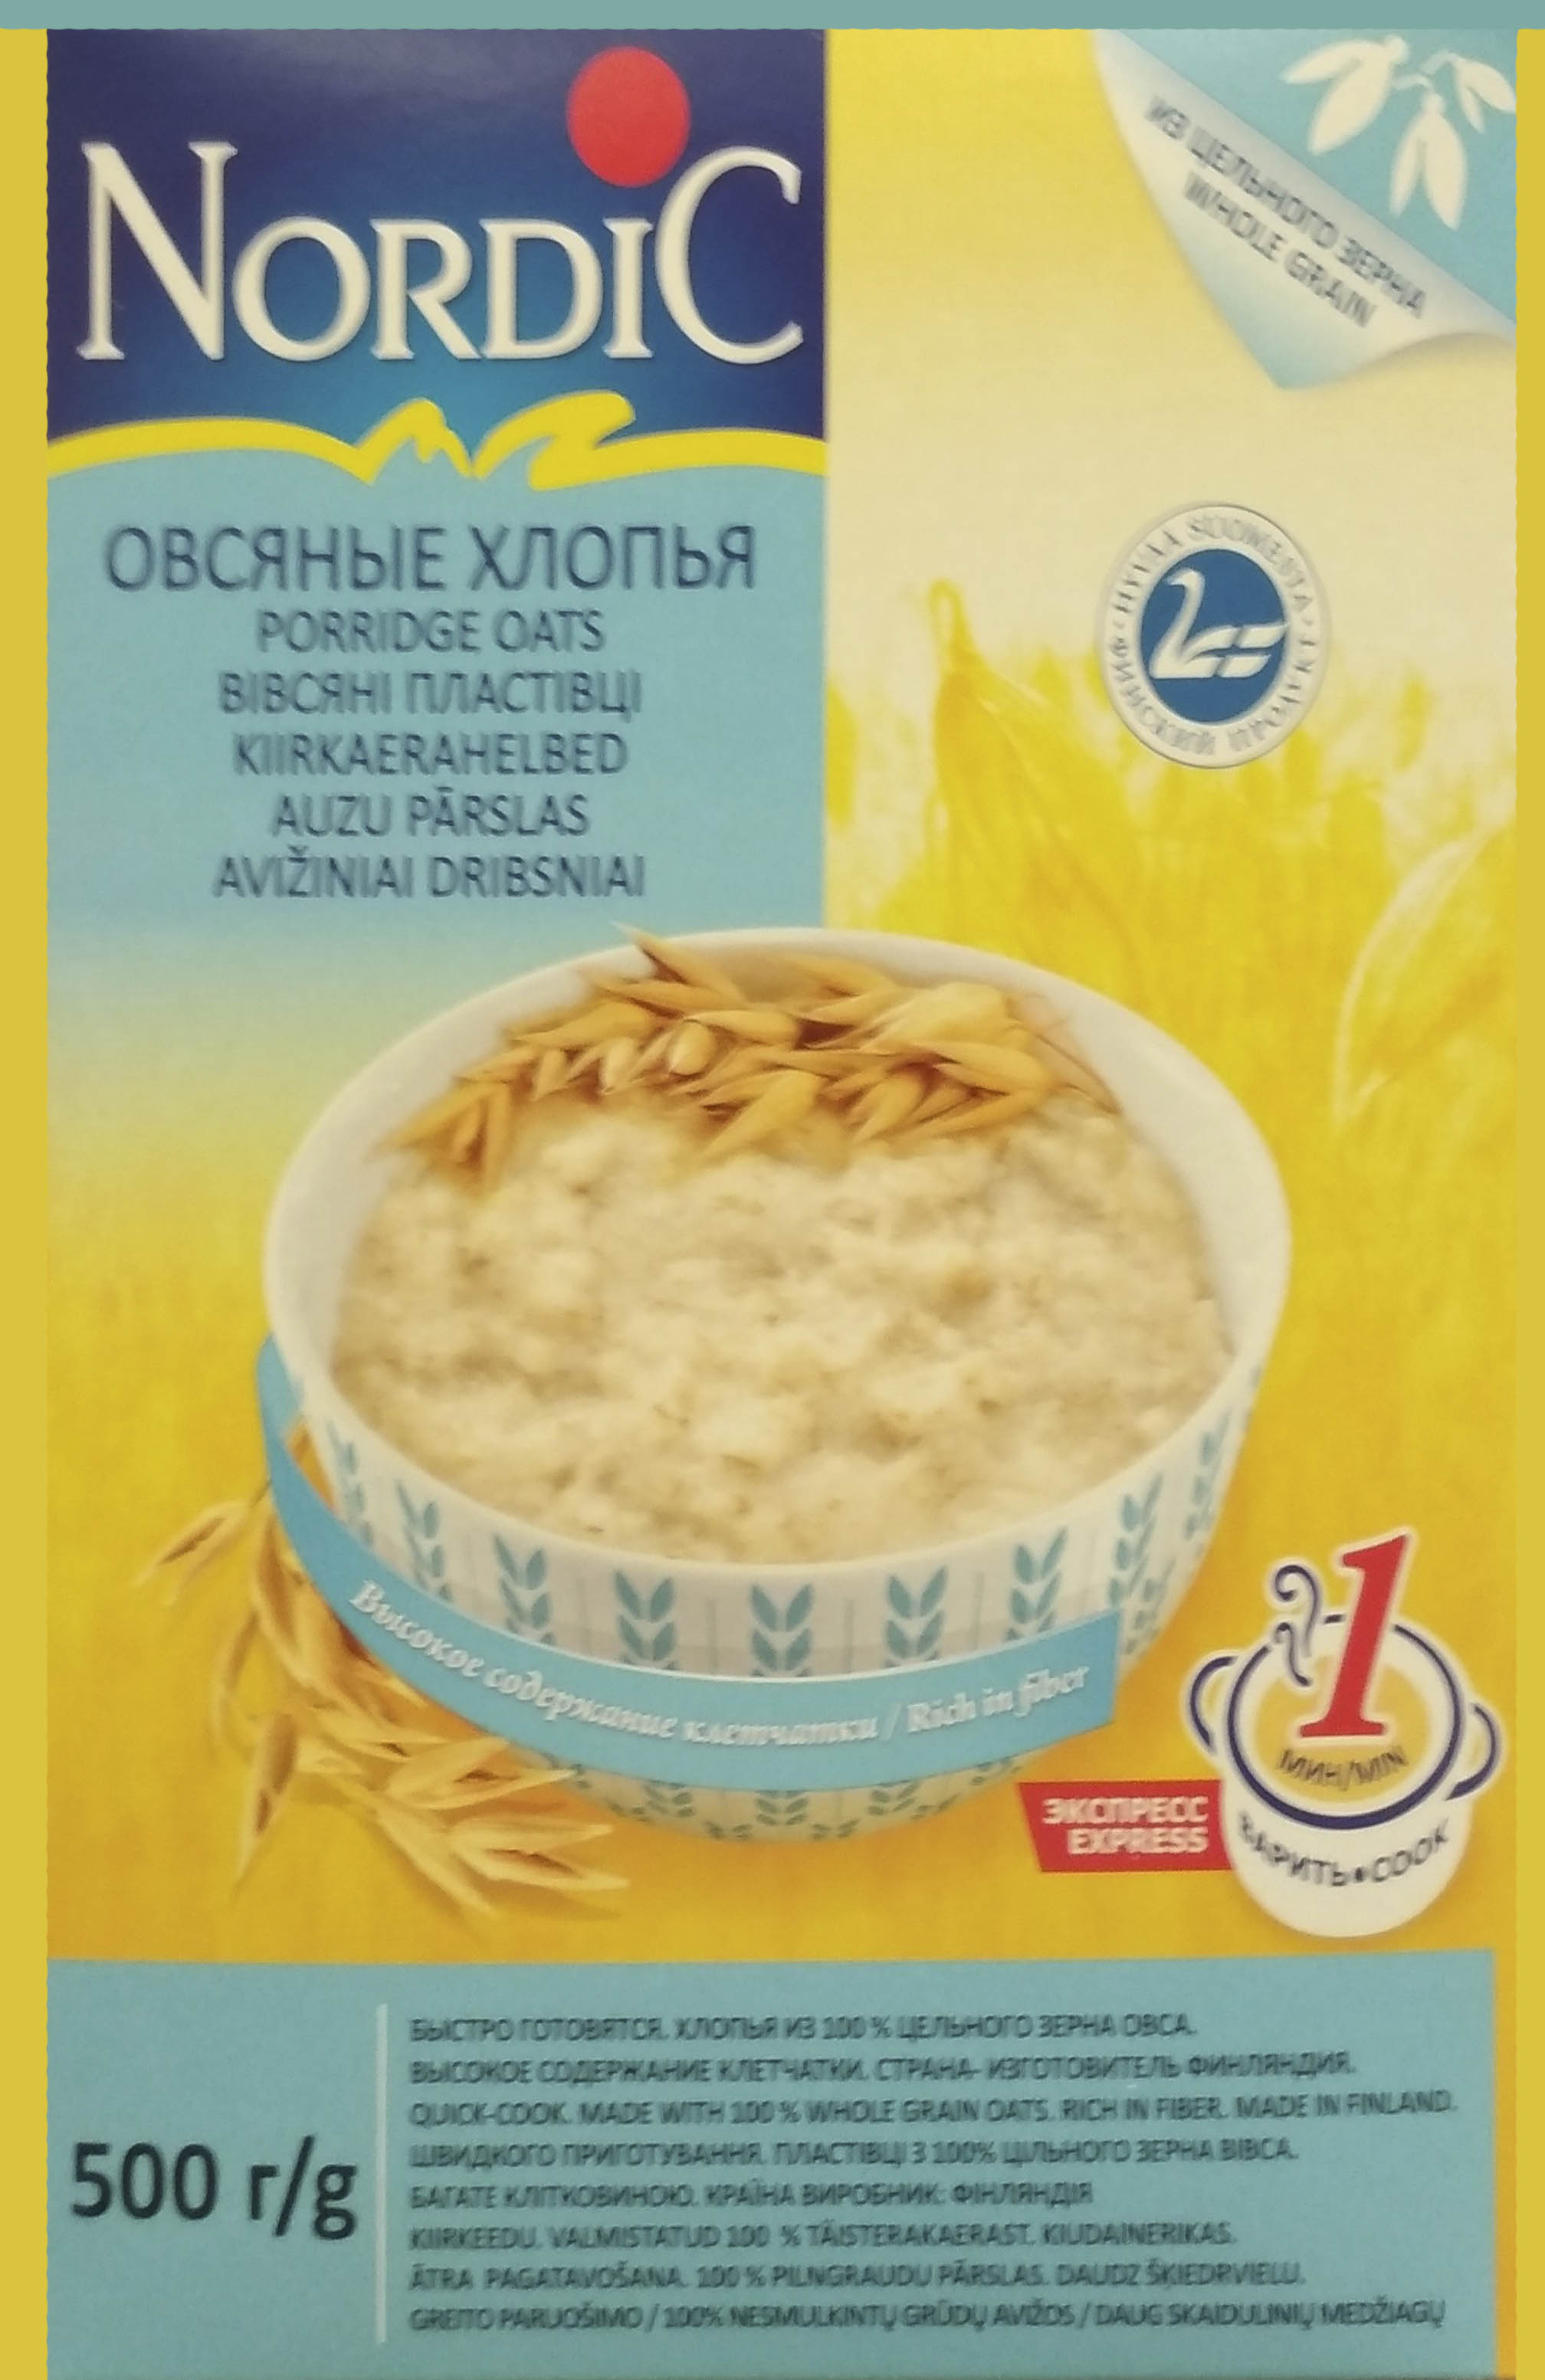 NORDIC
ИЗ ЦЕЛЬНОГО ЗЕРНА
WHOLE GRAIN
ОВСЯНЫЕ ХЛОПЬЯ
PORRIDGE OATS
ВІВСЯНІ ПЛАСТІВЦІ
KIIRKAERAHELBED
AUZU PĀRSLAS
AVIŽINIAI DRIBSNIAI
HYVÄÄ SUOMESTA
ФИНСКИЙ ПРОДУКТ
Высокое содержание клетчатки / Rich in fiber
1
МИН/MIN
ЭКСПРЕСС
EXPRESS
ВАРИТЬ•COOK
500 г/g
БЫСТРО ГОТОВЯТСЯ. ХЛОПЬЯ ИЗ 100 % ЦЕЛЬНОГО ЗЕРНА ОВСА.
ВЫСОКОЕ СОДЕРЖАНИЕ КЛЕТЧАТКИ. СТРАНА- ИЗГОТОВИТЕЛЬ ФИНЛЯНДИЯ.
QUICK-COOK. MADE WITH 100 % WHOLE GRAIN OATS. RICH IN FIBER. MADE IN FINLAND.
ШВИДКОГО ПРИГОТУВАННЯ. ПЛАСТІВЦІ З 100% ЦІЛЬНОГО ЗЕРНА ВІВСА.
БАГАТЕ КЛІТКОВИНОЮ. КРАЇНА ВИРОБНИК: ФІНЛЯНДІЯ
KIIRKEEDU. VALMISTATUD 100 % TÄISTERAKAERAST. KIUDAINERIKAS.
ĀTRA PAGATAVOŠANA. 100 % PILNGRAUDU PĀRSLAS. DAUDZ ŠĶIEDRVIELU.
GREITO PARUOŠIMO / 100% NESMULKINTŲ GRŪDŲ AVIŽOS / DAUG SKAIDULINIŲ MEDŽIAGŲ